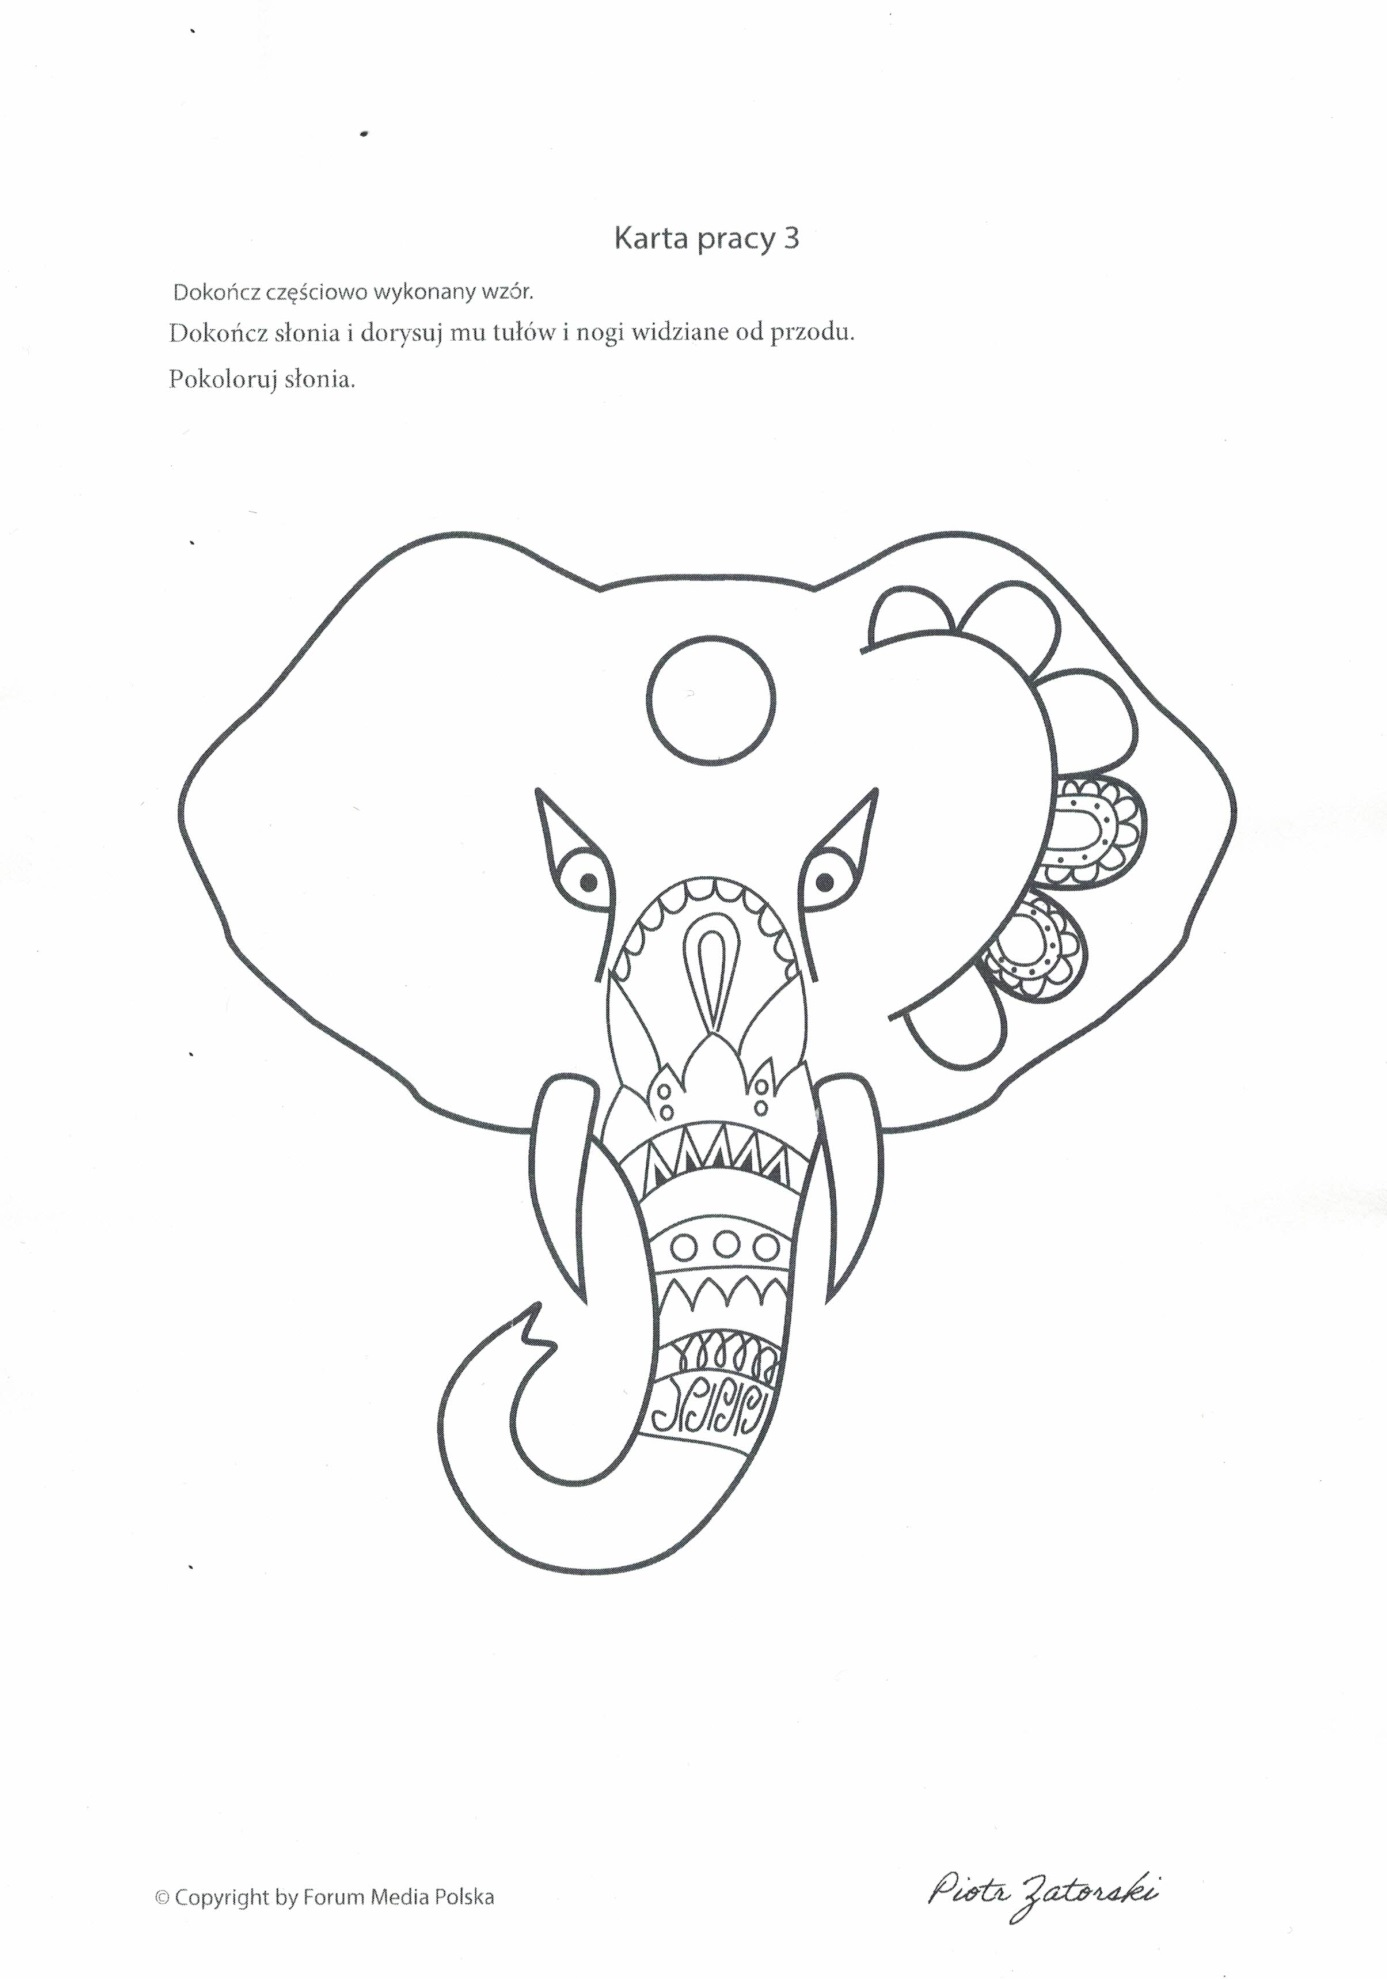 Karta pracy 3
Dokończ częściowo wykonany wzór.
Dokończ słonia i dorysuj mu tułów i nogi widziane od przodu.
Pokoloruj słonia.
© Copyright by Forum Media Polska
Piotr Zatorski